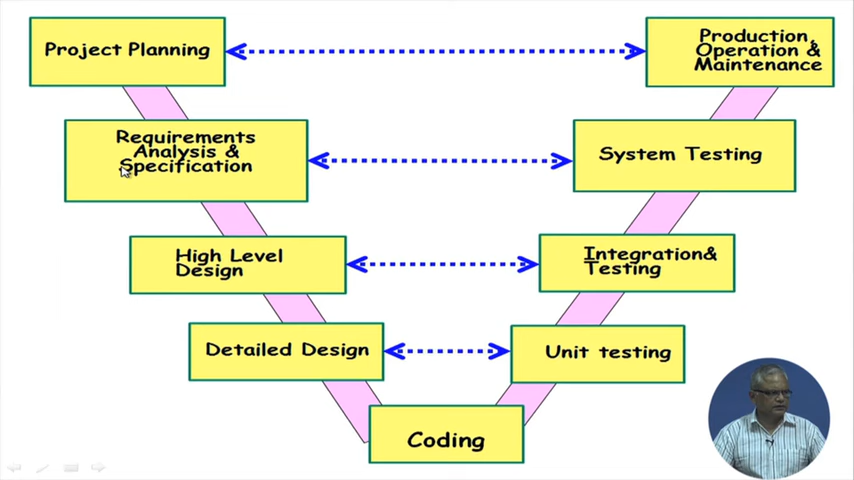 Project Planning
Production,
Operation &
Maintenance
Requirements
Analysis &
Specification
System Testing
High Level
Design
Integration&
Testing
Detailed Design
Unit testing
Coding